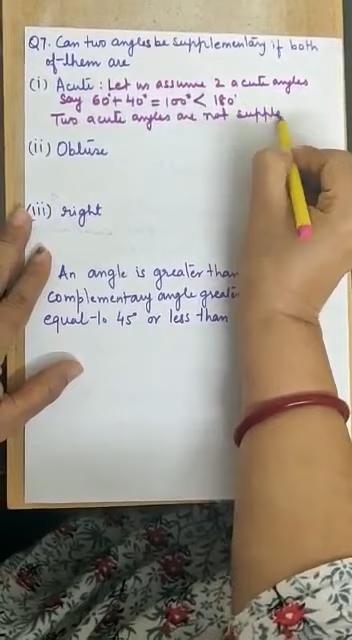 Q7. Can two angles be supplementary if both
of them are
(i) Acute : Let us assume 2 acute angles
Say 60° + 40° = 100° < 180°
Two acute angles are not supple
(ii) Obtuse
(iii) right
An angle is greater than
complementary angle greater
equal to 45° or less than